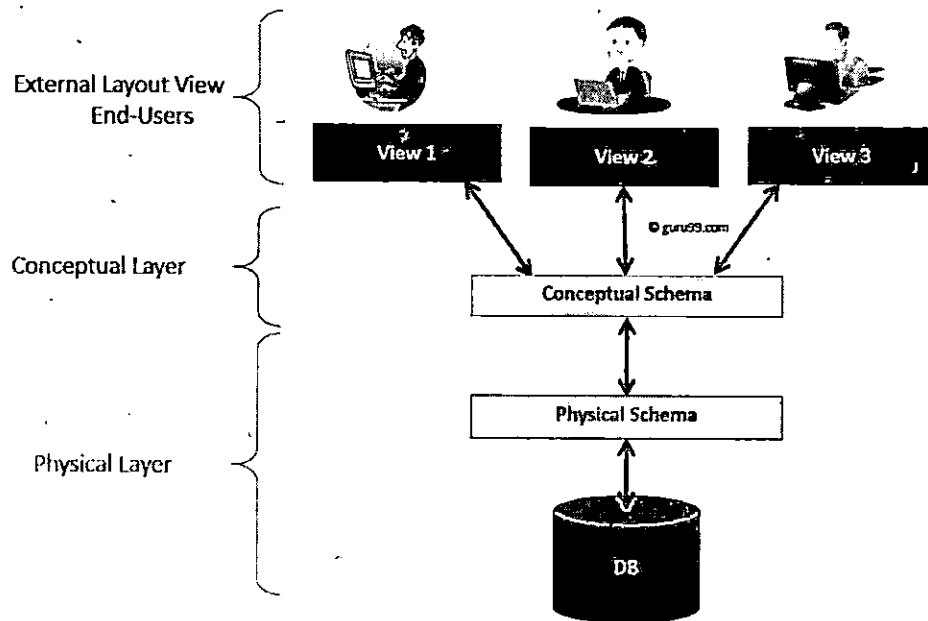 External Layout View
End-Users
View 1
View 2
View 3
© guru99.com
Conceptual Layer
Conceptual Schema
Physical Schema
Physical Layer
DB